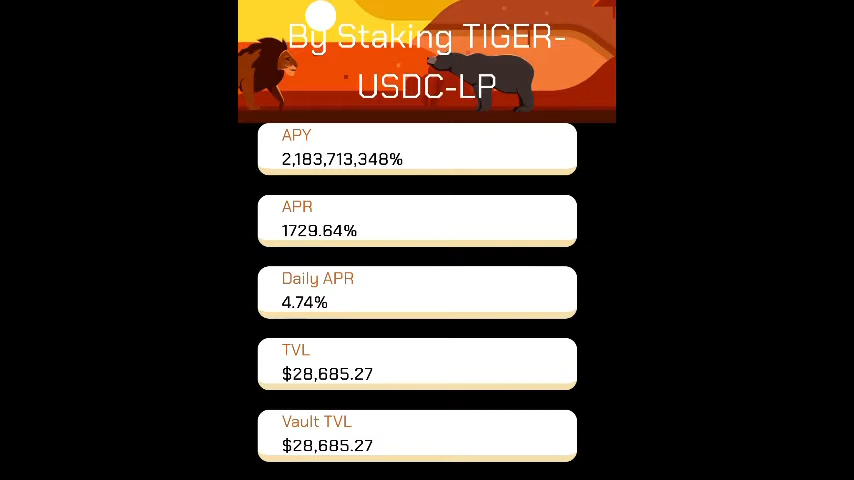 By Staking TIGER-
USDC-LP
APY
2,183,713,348%
APR
1729.64%
Daily APR
4.74%
TVL
$28,685.27
Vault TVL
$28,685.27